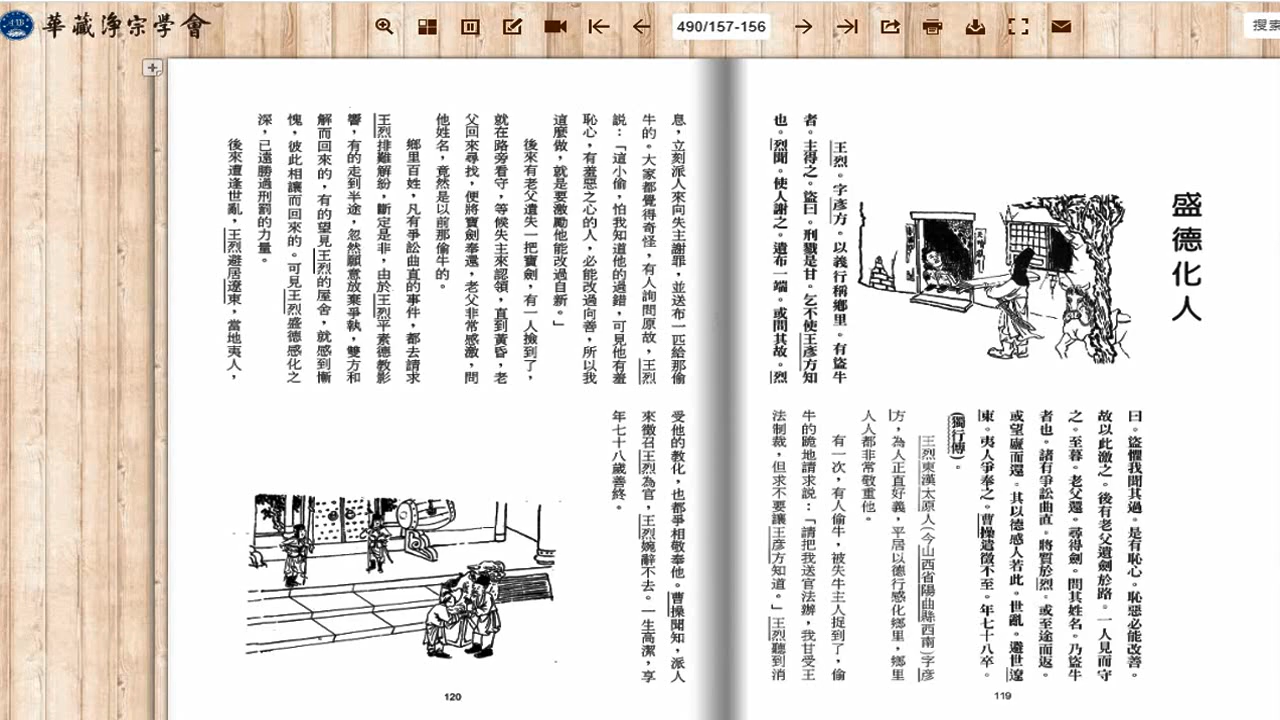 華藏淨宗學會
490/157-156
搜索
盛德化人
王烈。字彥方。以義行稱鄉里。有盜牛
者。主得之。盜曰。刑戮是甘。乞不使王彥方知
也。烈聞。使人謝之。遺布一端。或問其故。烈
曰。盜懼我聞其過。是有恥心。恥惡必能改善。
故以此激之。後有老父遺劍於路。一人見而守
之。至暮。老父還。尋得劍。問其姓名。乃盜牛
者也。諸有爭訟曲直。將質於烈。或至途而返。
或望廬而還。其以德感人若此。世亂。避世遼
東。夷人爭奉之。曹操遣徵不至。年七十八卒。
(獨行傳)。
王烈東漢太原人(今山西省陽曲縣西南)字彥
方，為人正直好義，平居以德行感化鄉里，鄉里
人人都非常敬重他。
有一次，有人偷牛，被失牛主人捉到了，偷
牛的跪地請求說：「請把我送官法辦，我甘受王
法制裁，但求不要讓王彥方知道。」王烈聽到消
119
息，立刻派人來向失主謝罪，並送布一匹給那偷
牛的。大家都覺得奇怪，有人詢問原故，王烈
說：「這小偷，怕我知道他的過錯，可見他有羞
恥心，有羞惡之心的人，必能改過向善，所以我
這麼做，就是要激勵他能改過自新。」
後來有老父遺失一把寶劍，有一人撿到了，
就在路旁看守，等候失主來認領，直到黃昏，老
父回來尋找，便將寶劍奉還，老父非常感激，問
他姓名，竟然是以前那偷牛的。
鄉里百姓，凡有爭訟曲直的事件，都去請求
王烈排難解紛，斷定是非，由於王烈平素德教影
響，有的走到半途，忽然願意放棄爭執，雙方和
解而回來的，有的望見王烈的屋舍，就感到慚
愧，彼此相讓而回來的。可見王烈盛德感化之
深，已遠勝過刑罰的力量。
後來遭逢世亂，王烈避居遼東，當地夷人，
受他的教化，也都爭相敬奉他。曹操聞知，派人
來徵召王烈為官，王烈婉辭不去。一生高潔，享
年七十八歲善終。
120